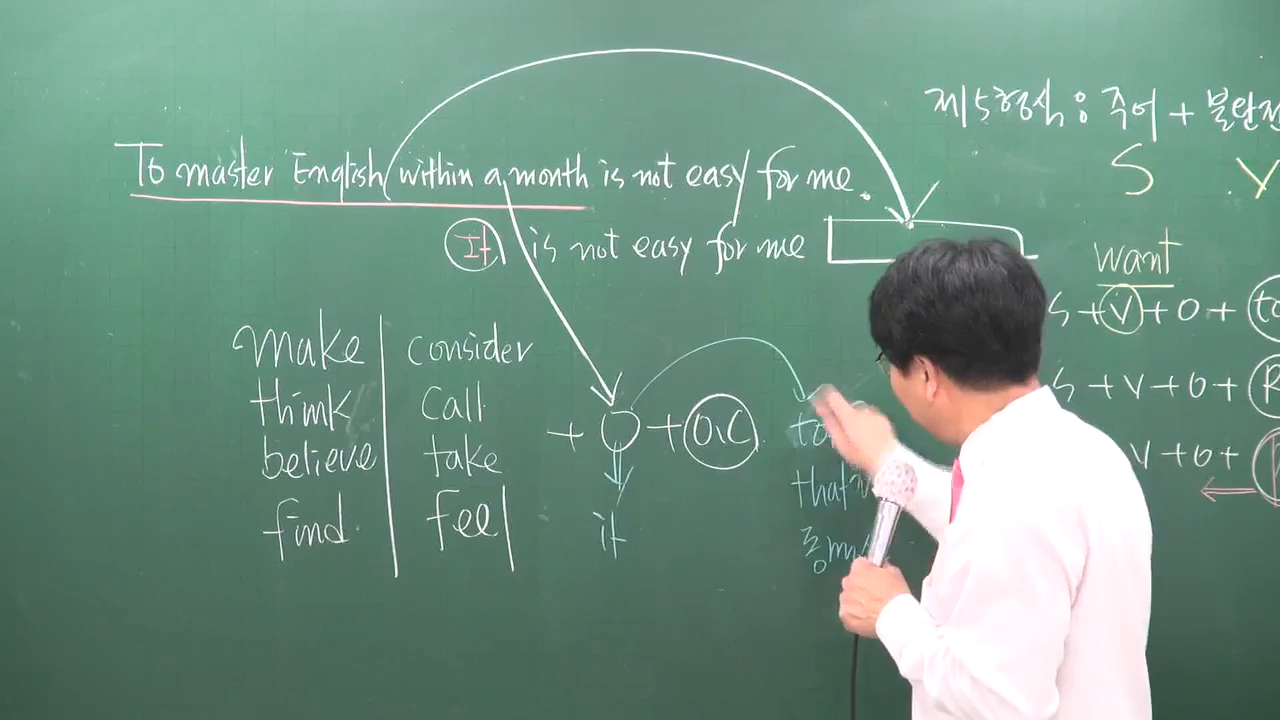 제5형식 : 주어 + 불완전
S V
To master English (within a month is not easy for me.
It is not easy for me
want
S + V + O + to
S + V + O +
V + O +
make consider
think call
believe take
find feel
+ O + O.C
it
to
that
동명